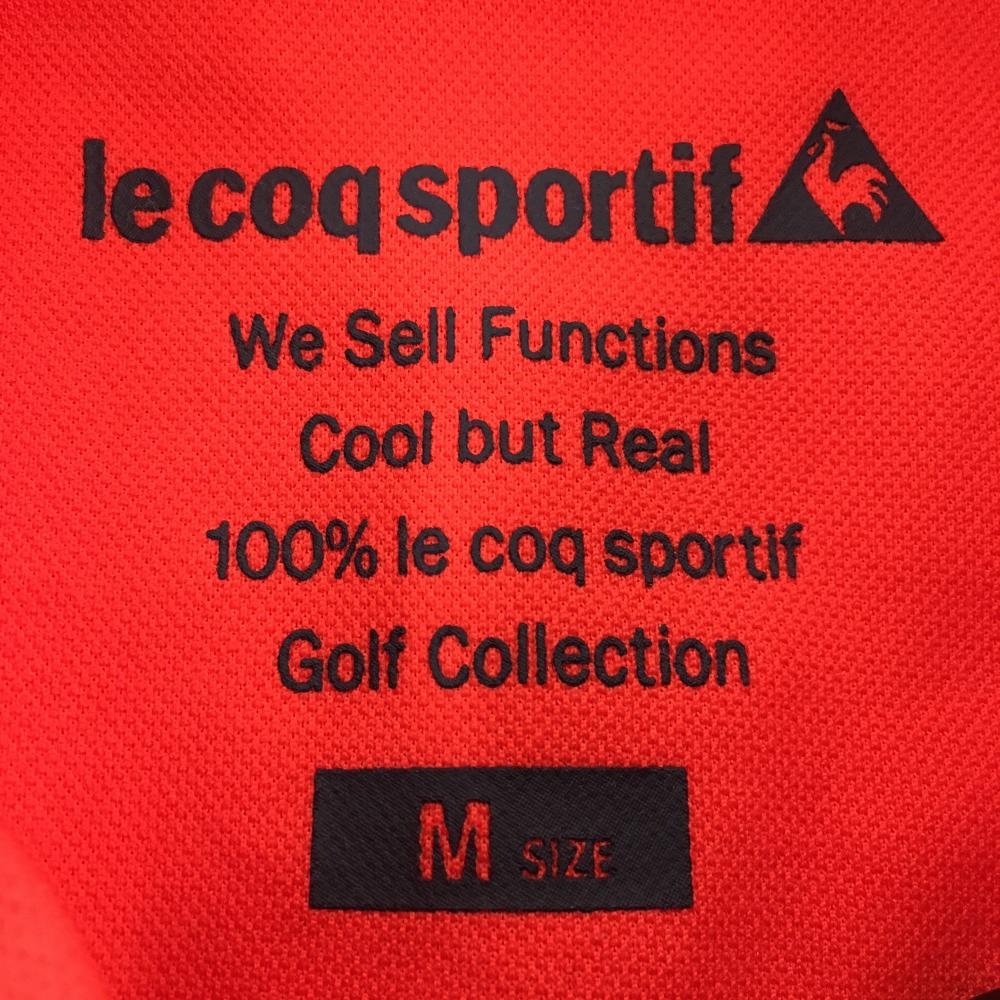 le coq sportif
We Sell Functions
Cool but Real
100% le coq sportif
Golf Collection
M SIZE